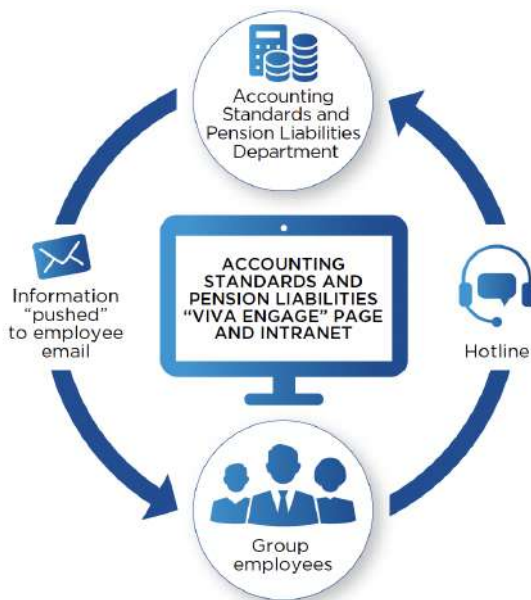 Accounting
Standards and
Pension Liabilities
Department
ACCOUNTING
STANDARDS AND
PENSION LIABILITIES
“VIVA ENGAGE” PAGE
AND INTRANET
Information
“pushed”
to employee
email
Hotline
Group
employees